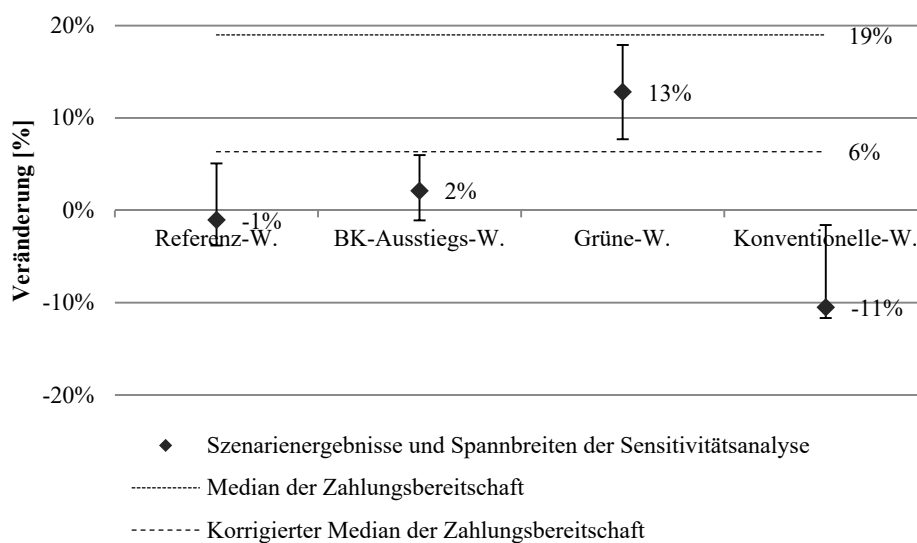 20%
19%
13%
10%
6%
2%
0%
-1%
Referenz-W.
BK-Ausstiegs-W.
Grüne-W.
Konventionelle-W.
Veränderung [%]
-10%
-11%
-20%
Szenarienergebnisse und Spannbreiten der Sensitivitätsanalyse
Median der Zahlungsbereitschaft
Korrigierter Median der Zahlungsbereitschaft